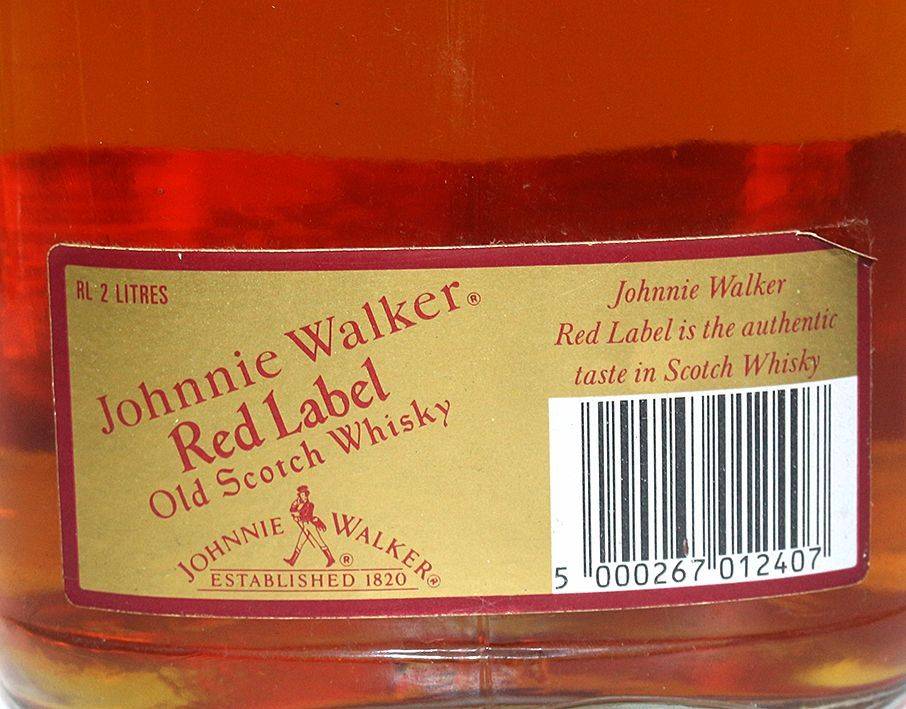 RL 2 LITRES
Johnnie Walker®
Red Label
Old Scotch Whisky
JOHNNIE WALKER®
®
ESTABLISHED 1820
Johnnie Walker
Red Label is the authentic
taste in Scotch Whisky
5 000267 012407